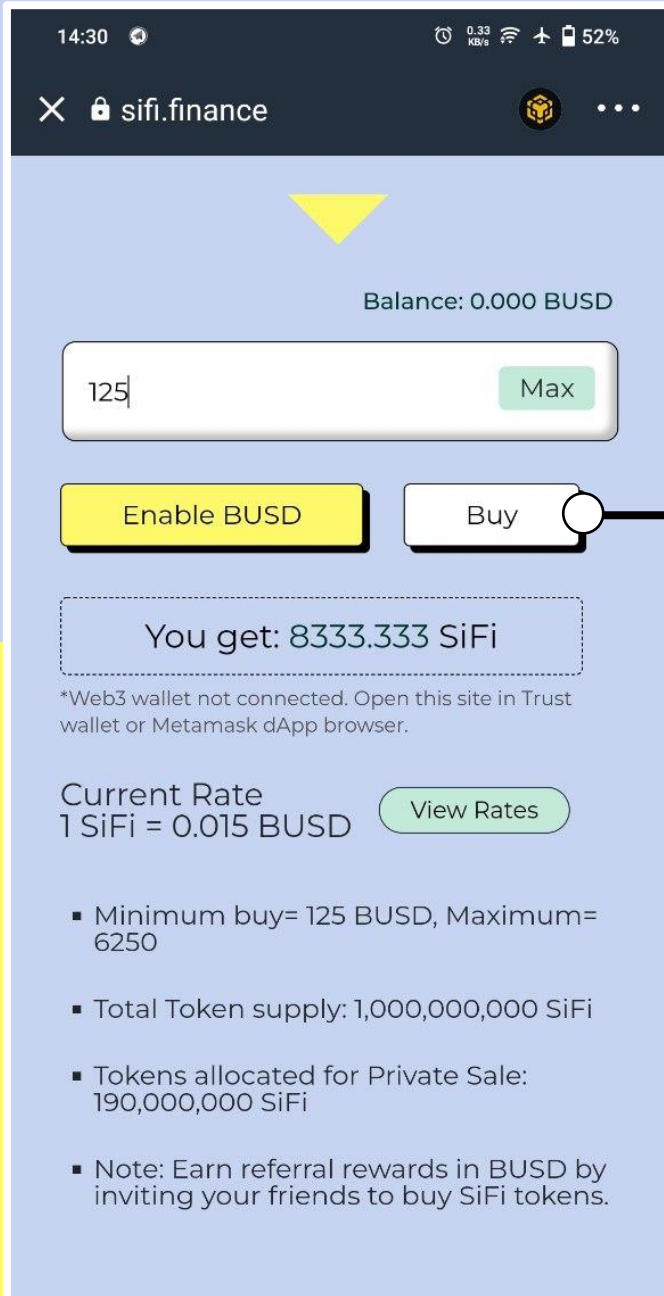 14:30 0.33 KB/s 52%
sifi.finance
Balance: 0.000 BUSD
125 Max
Enable BUSD Buy
You get: 8333.333 SiFi
*Web3 wallet not connected. Open this site in Trust
wallet or Metamask dApp browser.
Current Rate
1 SiFi = 0.015 BUSD View Rates
▪ Minimum buy= 125 BUSD, Maximum=
6250
▪ Total Token supply: 1,000,000,000 SiFi
▪ Tokens allocated for Private Sale:
190,000,000 SiFi
▪ Note: Earn referral rewards in BUSD by
inviting your friends to buy SiFi tokens.